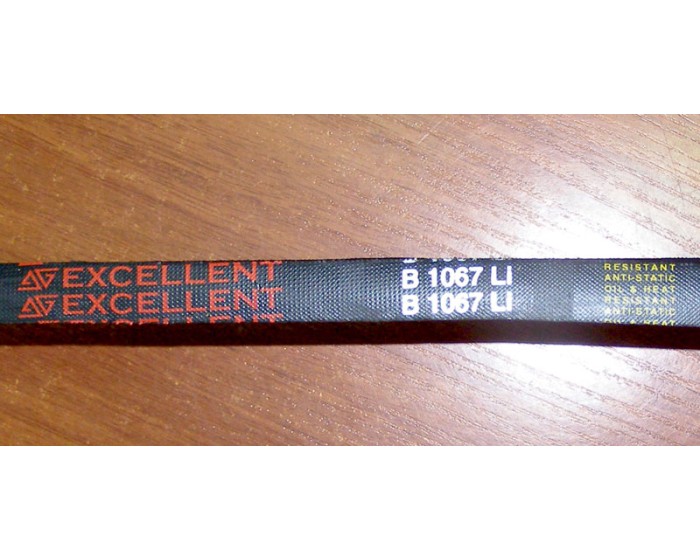 EXCELLENT
EXCELLENT
B 1067 LI
B 1067 LI
RESISTANT
ANTI-STATIC
OIL & HEAT
RESISTANT
ANTI-STATIC